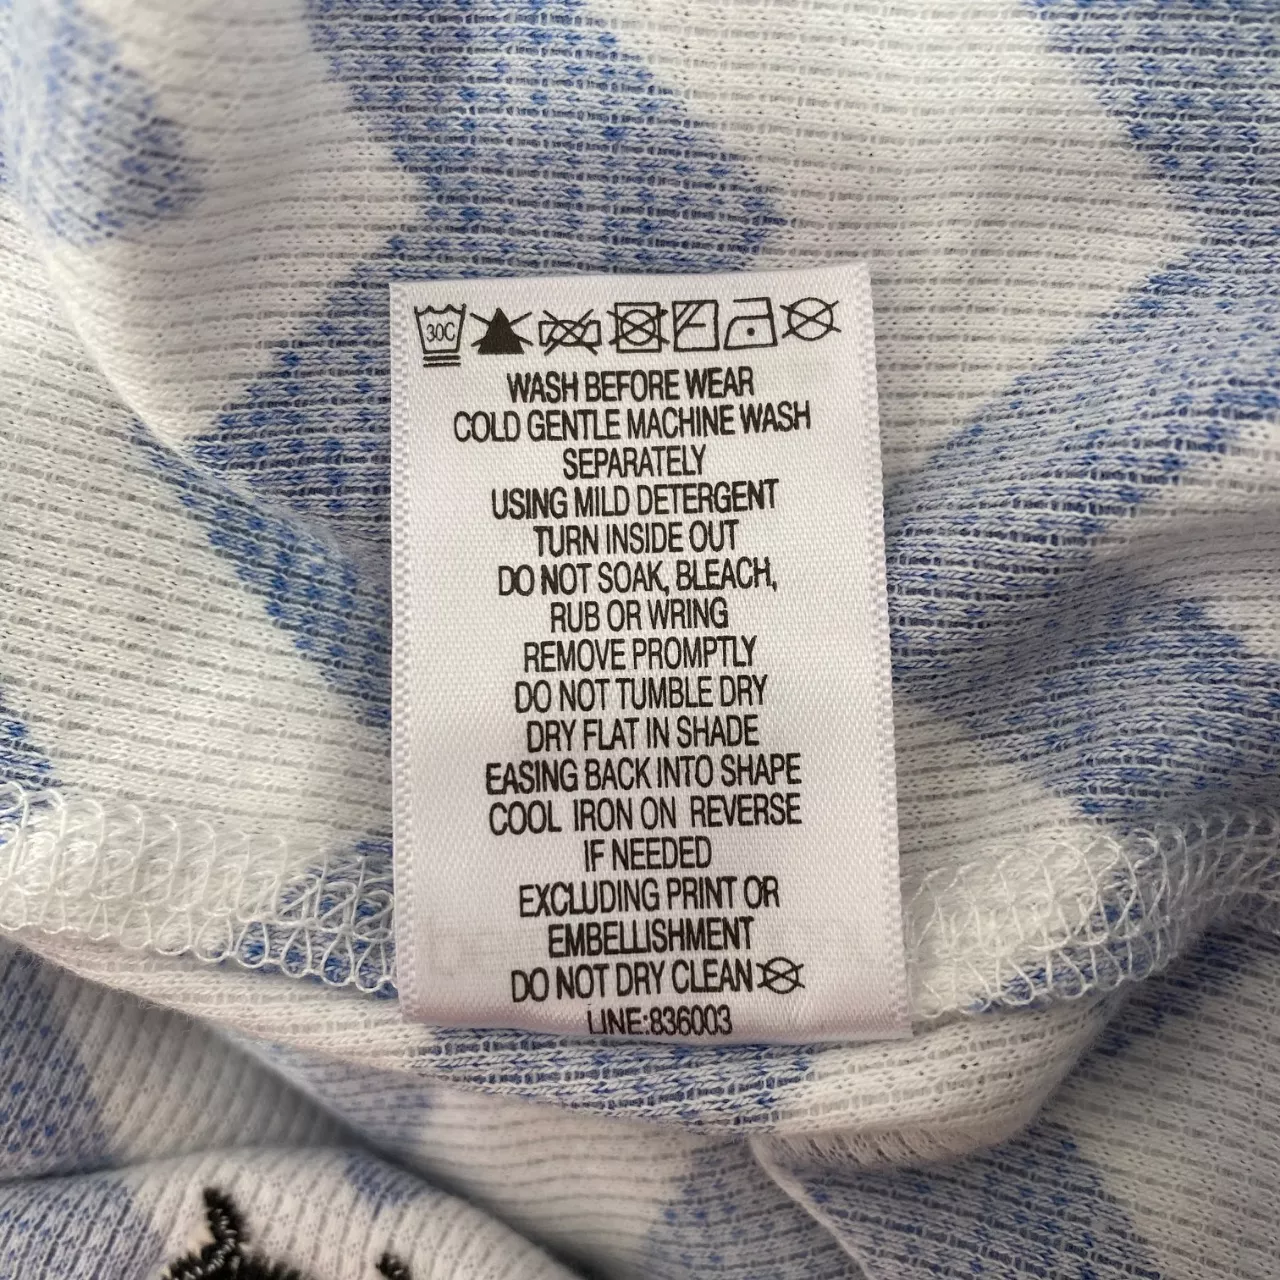 30C
WASH BEFORE WEAR
COLD GENTLE MACHINE WASH
SEPARATELY
USING MILD DETERGENT
TURN INSIDE OUT
DO NOT SOAK, BLEACH,
RUB OR WRING
REMOVE PROMPTLY
DO NOT TUMBLE DRY
DRY FLAT IN SHADE
EASING BACK INTO SHAPE
COOL IRON ON REVERSE
IF NEEDED
EXCLUDING PRINT OR
EMBELLISHMENT
DO NOT DRY CLEAN
LINE:836003